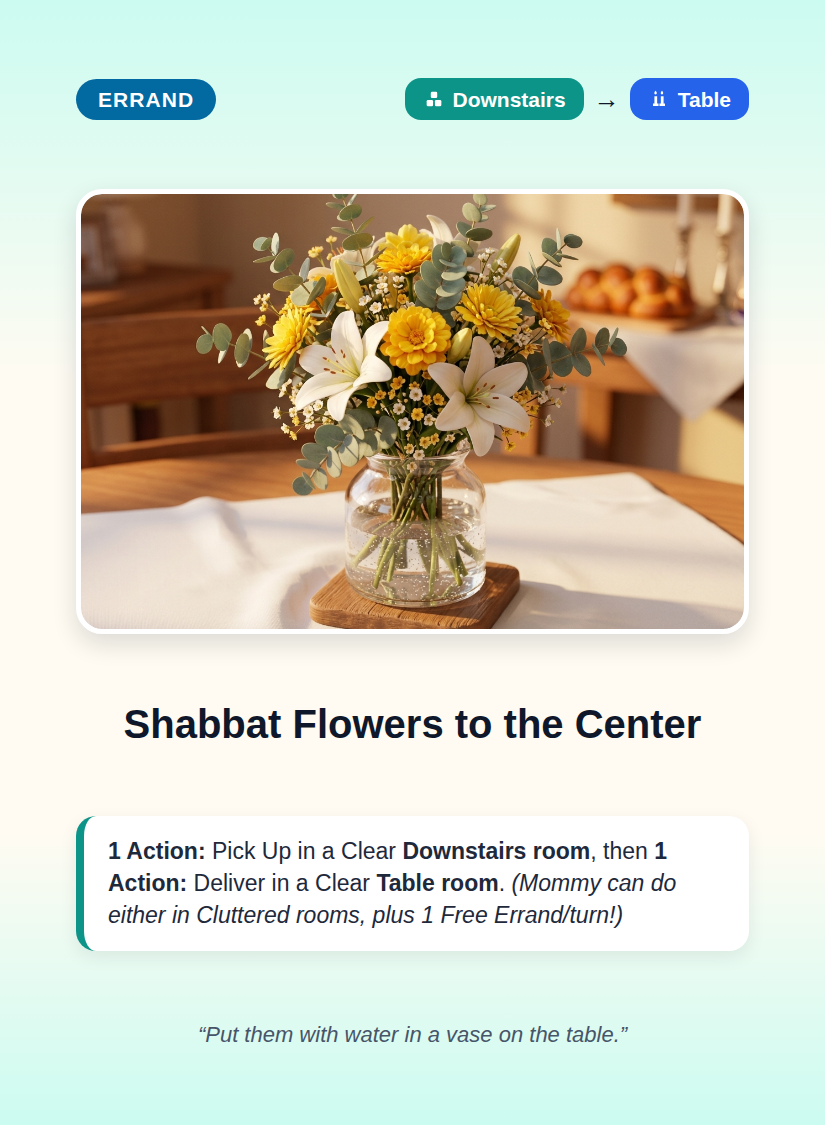 ERRAND
Downstairs → Table
Shabbat Flowers to the Center
1 Action: Pick Up in a Clear Downstairs room, then 1
Action: Deliver in a Clear Table room. (Mommy can do
either in Cluttered rooms, plus 1 Free Errand/turn!)
“Put them with water in a vase on the table.”